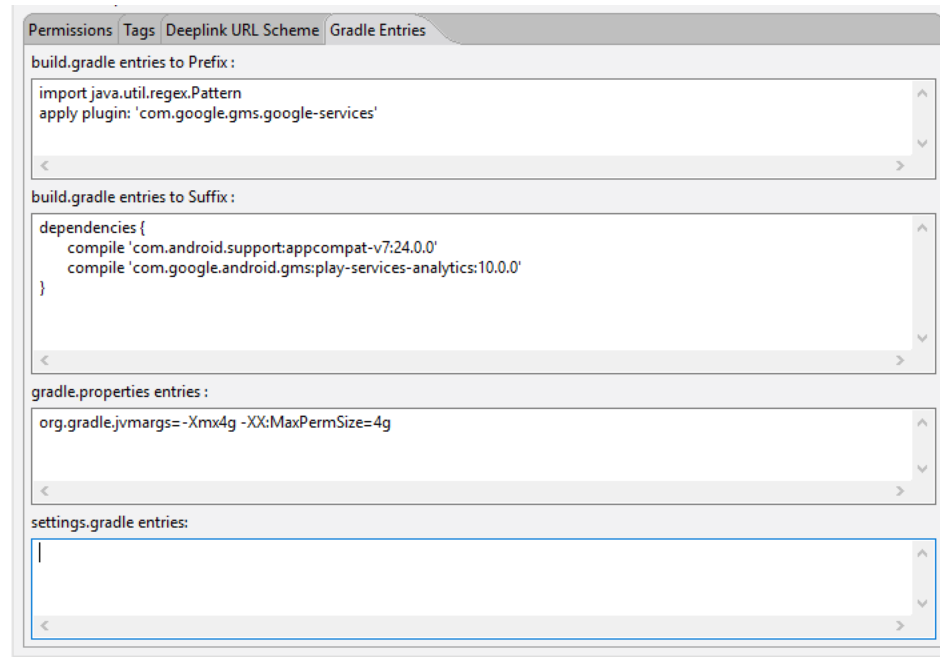 Permissions Tags Deeplink URL Scheme Gradle Entries
build.gradle entries to Prefix :
import java.util.regex.Pattern
apply plugin: 'com.google.gms.google-services'
build.gradle entries to Suffix :
dependencies {
compile 'com.android.support:appcompat-v7:24.0.0'
compile 'com.google.android.gms:play-services-analytics:10.0.0'
}
gradle.properties entries :
org.gradle.jvmargs=-Xmx4g -XX:MaxPermSize=4g
settings.gradle entries: